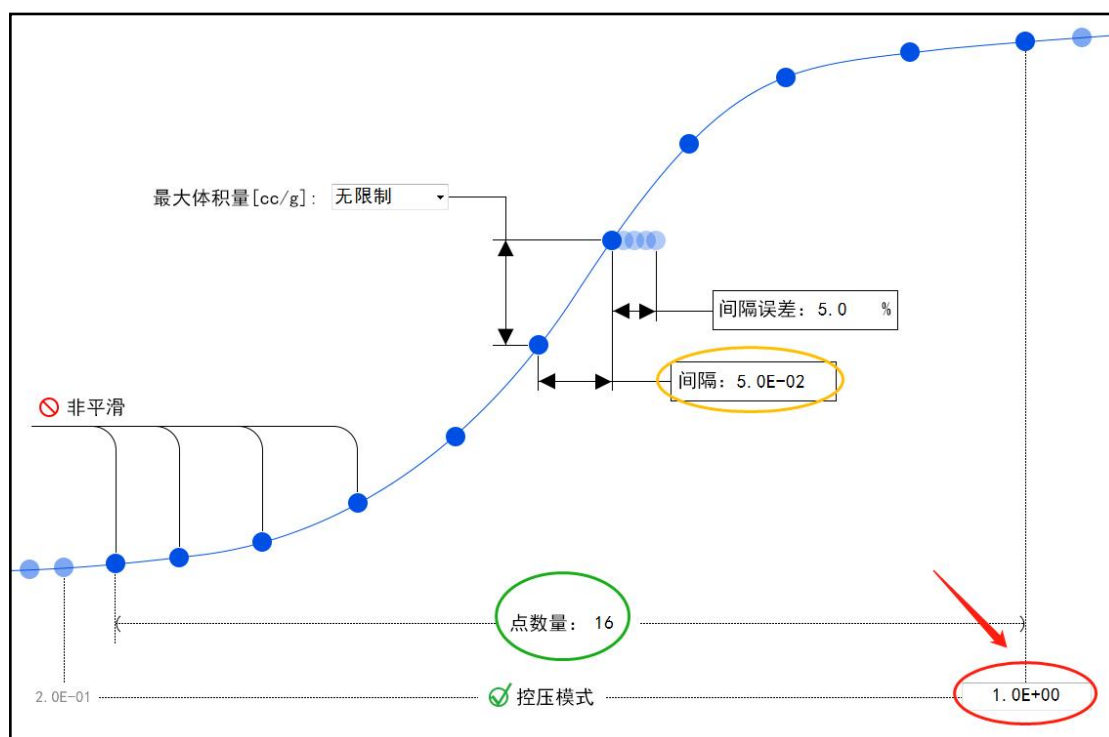 最大体积量[cc/g]: 无限制
间隔误差: 5.0 %
间隔: 5.0E-02
非平滑
点数量: 16
2.0E-01 控压模式 1.0E+00